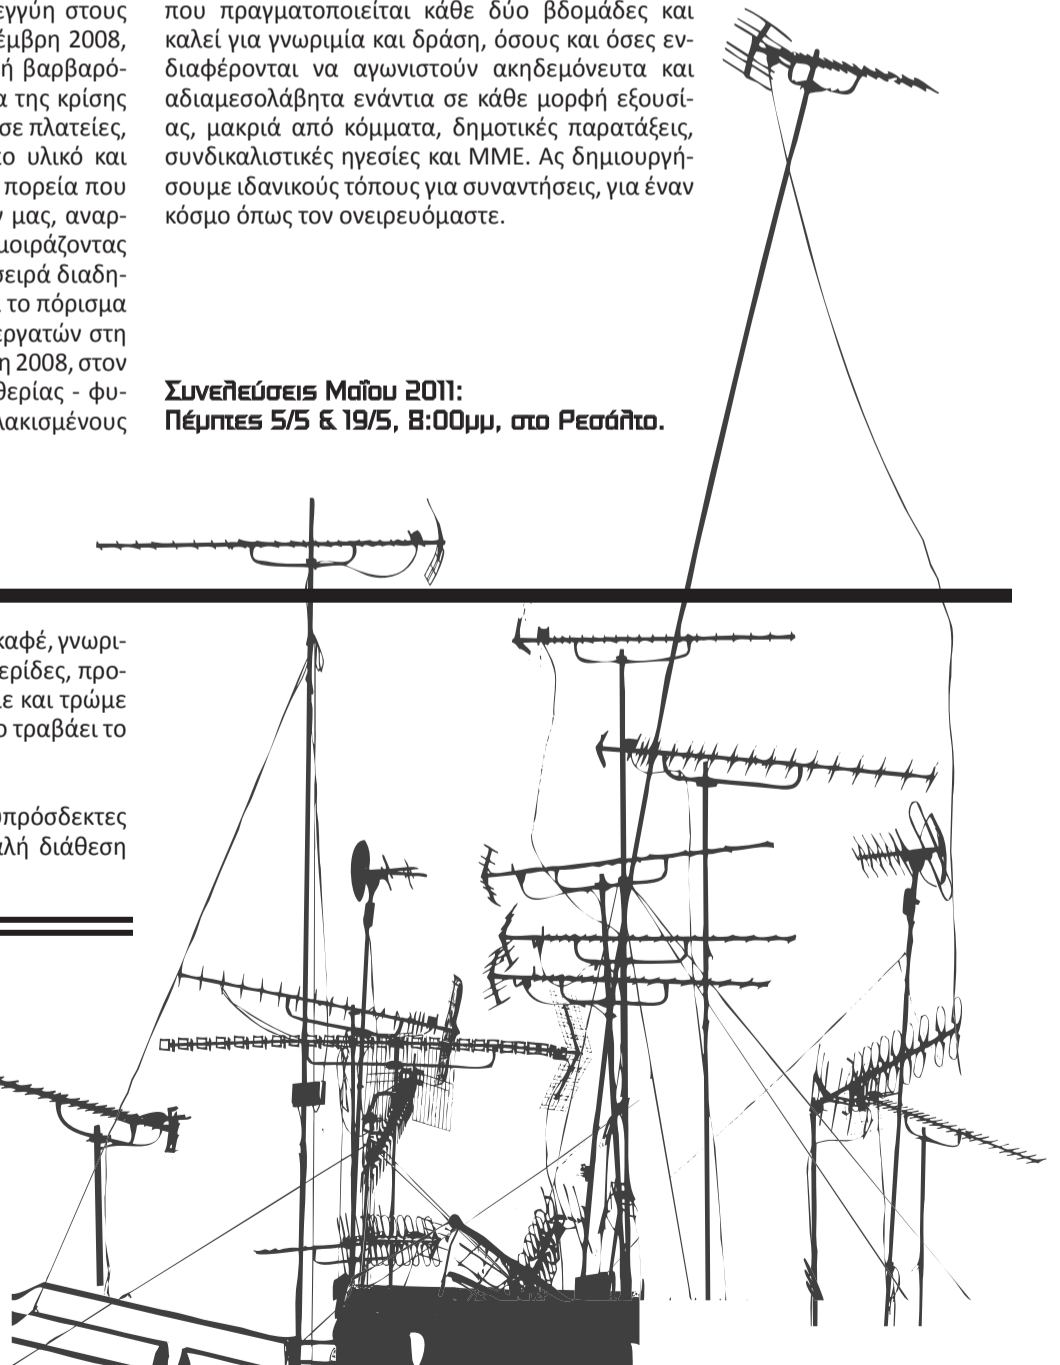 εγγύη στους
έμβρη 2008,
ή βαρβαρό-
α της κρίσης
σε πλατείες,
υλικό και
πορεία που
μας, αναρ-
μοιράζοντας
σειρά διαδη-
το πόρισμα
εργατών στη
η 2008, στον
θερίας - φυ-
λακισμένους
που πραγματοποιείται κάθε δύο βδομάδες και
καλεί για γνωριμία και δράση, όσους και όσες εν-
διαφέρονται να αγωνιστούν ακηδεμόνευτα και
αδιαμεσολάβητα ενάντια σε κάθε μορφή εξουσί-
ας, μακριά από κόμματα, δημοτικές παρατάξεις,
συνδικαλιστικές ηγεσίες και ΜΜΕ. Ας δημιουργή-
σουμε ιδανικούς τόπους για συναντήσεις, για έναν
κόσμο όπως τον ονειρευόμαστε.
Συνελεύσεις Μαΐου 2011:
Πέμπτες 5/5 & 19/5, 8:00μμ, στο Ρεσάλτο.
καφέ, γνωρι-
ερίδες, προ-
με και τρώμε
ο τραβάει το
υπρόσδεκτες
αλή διάθεση